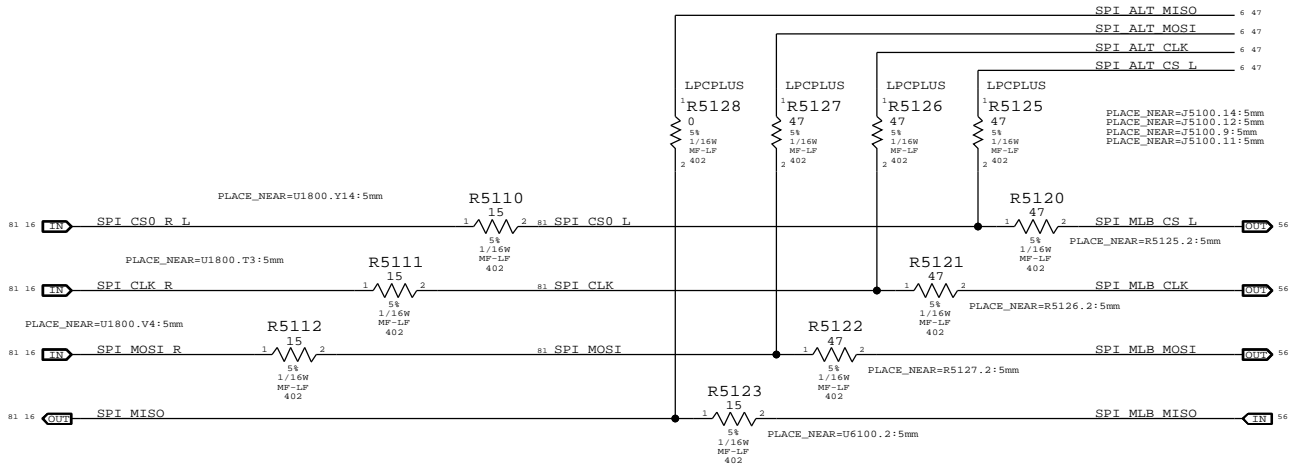 SPI_ALT_MISO 6 47
SPI_ALT_MOSI 6 47
SPI_ALT_CLK 6 47
SPI_ALT_CS_L 6 47
LPCPLUS LPCPLUS LPCPLUS LPCPLUS
1 R5128 1 R5127 1 R5126 1 R5125
0 47 47 47
5% 5% 5% 5%
1/16W 1/16W 1/16W 1/16W
MF-LF MF-LF MF-LF MF-LF
2 402 2 402 2 402 2 402
PLACE_NEAR=J5100.14:5mm
PLACE_NEAR=J5100.12:5mm
PLACE_NEAR=J5100.9:5mm
PLACE_NEAR=J5100.11:5mm
PLACE_NEAR=U1800.Y14:5mm
R5110 R5120
15 47
81 16 IN SPI_CS0_R_L 1 2 81 SPI_CS0_L 1 2 SPI_MLB_CS_L OUT 56
5% 5%
1/16W 1/16W
MF-LF MF-LF
402 402
PLACE_NEAR=R5125.2:5mm
PLACE_NEAR=U1800.T3:5mm
R5111 R5121
15 47
81 16 IN SPI_CLK_R 1 2 81 SPI_CLK 1 2 SPI_MLB_CLK OUT 56
5% 5%
1/16W 1/16W
MF-LF MF-LF
402 402
PLACE_NEAR=R5126.2:5mm
PLACE_NEAR=U1800.V4:5mm
R5112 R5122
15 47
81 16 IN SPI_MOSI_R 1 2 81 SPI_MOSI 1 2 SPI_MLB_MOSI OUT 56
5% 5%
1/16W 1/16W
MF-LF MF-LF
402 402
PLACE_NEAR=R5127.2:5mm
R5123
15
81 16 OUT SPI_MISO 1 2 SPI_MLB_MISO IN 56
5%
1/16W
MF-LF
402
PLACE_NEAR=U6100.2:5mm